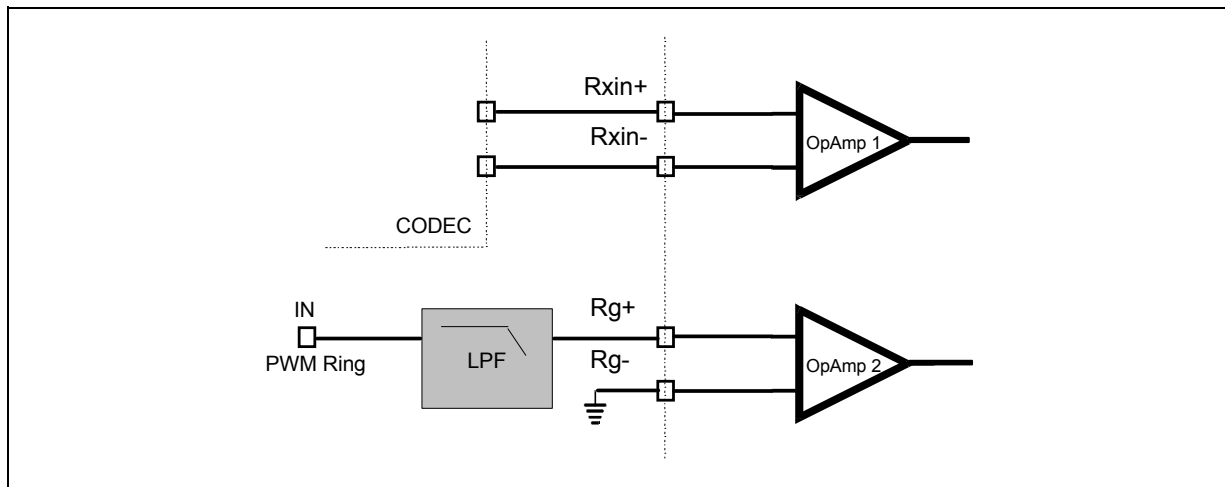 Rxin+
Rxin-
OpAmp 1
CODEC
IN
PWM Ring
LPF
Rg+
Rg-
OpAmp 2